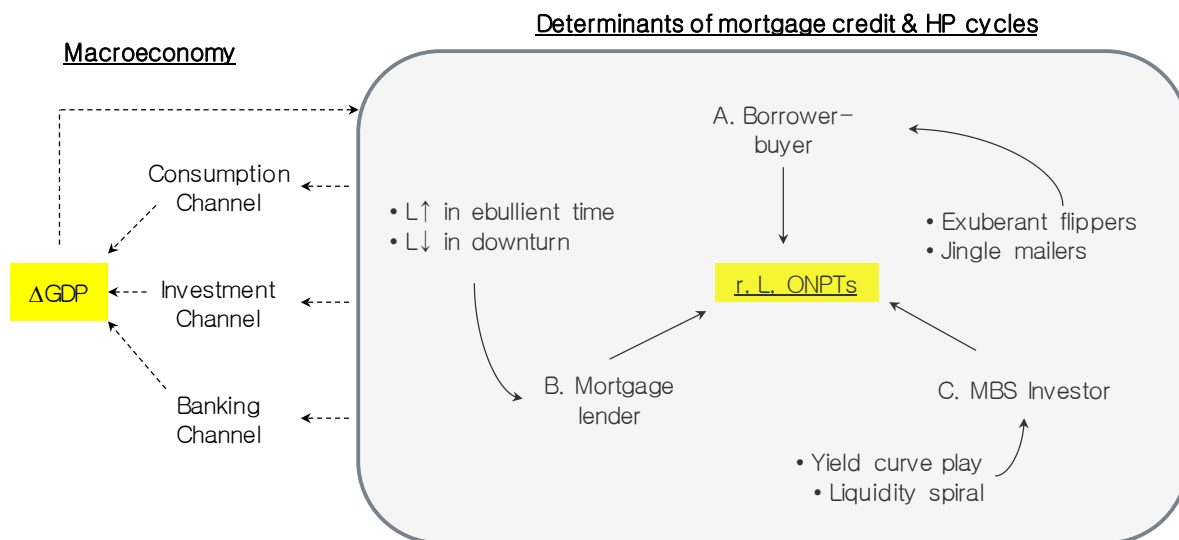 Determinants of mortgage credit & HP cycles
Macroeconomy
A. Borrower-
buyer
Consumption
Channel
• L↑ in ebullient time
• L↓ in downturn
• Exuberant flippers
• Jingle mailers
ΔGDP
Investment
Channel
r, L, ONPTs
B. Mortgage
lender
C. MBS Investor
Banking
Channel
• Yield curve play
• Liquidity spiral